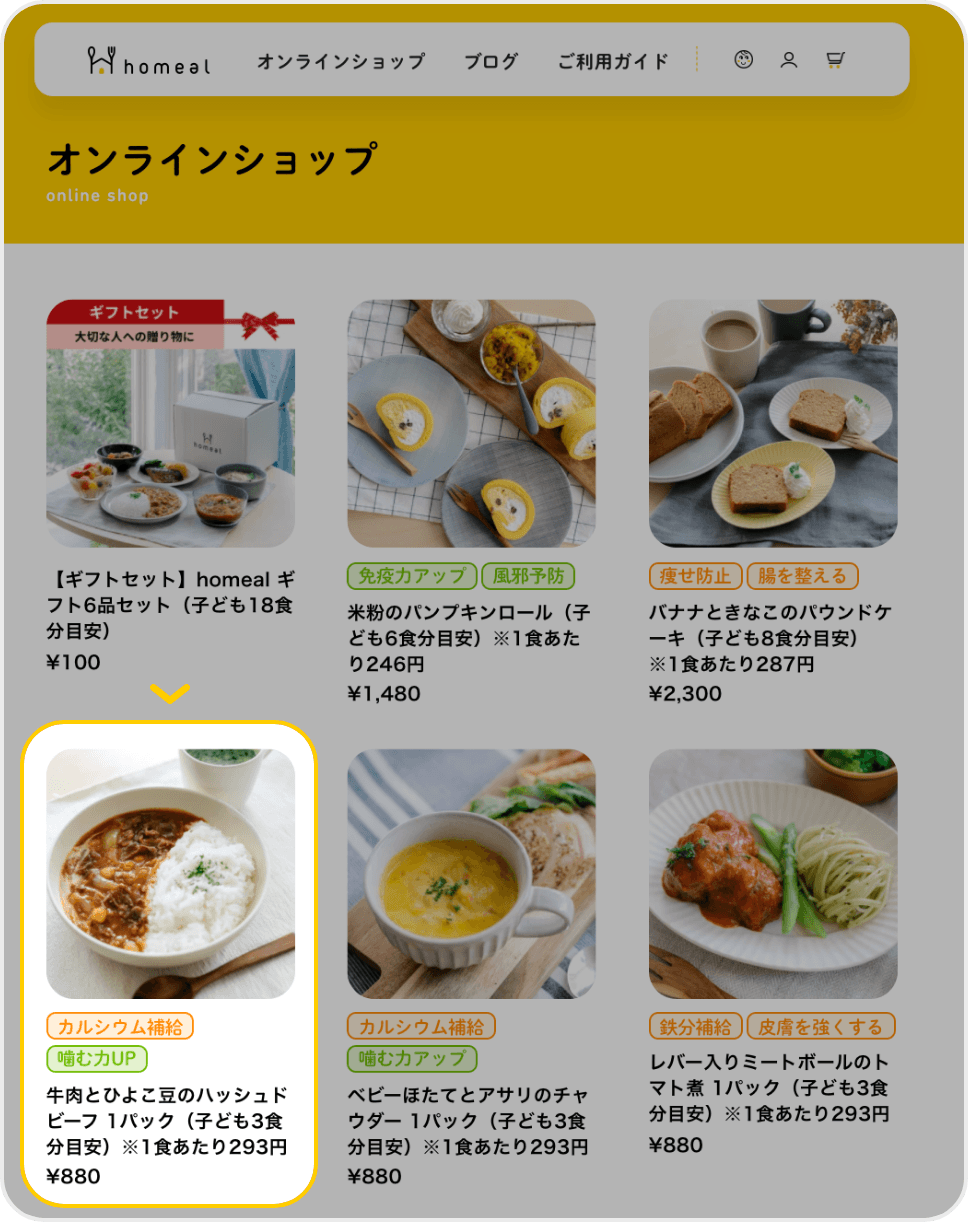 homeal
オンラインショップ
ブログ
ご利用ガイド
オンラインショップ
online shop
ギフトセット
大切な人への贈り物に
homeal
【ギフトセット】homeal ギ
フト6品セット（子ども18食
分目安）
¥100
免疫力アップ
風邪予防
米粉のパンプキンロール（子
ども6食分目安）※1食あた
り246円
¥1,480
痩せ防止
腸を整える
バナナときなこのパウンドケ
ーキ（子ども8食分目安）
※1食あたり287円
¥2,300
カルシウム補給
噛む力UP
牛肉とひよこ豆のハッシュド
ビーフ 1パック（子ども3食
分目安）※1食あたり293円
¥880
カルシウム補給
噛む力アップ
ベビーほたてとアサリのチャ
ウダー 1パック（子ども3食
分目安）※1食あたり293円
¥880
鉄分補給
皮膚を強くする
レバー入りミートボールのト
マト煮 1パック（子ども3食
分目安）※1食あたり293円
¥880